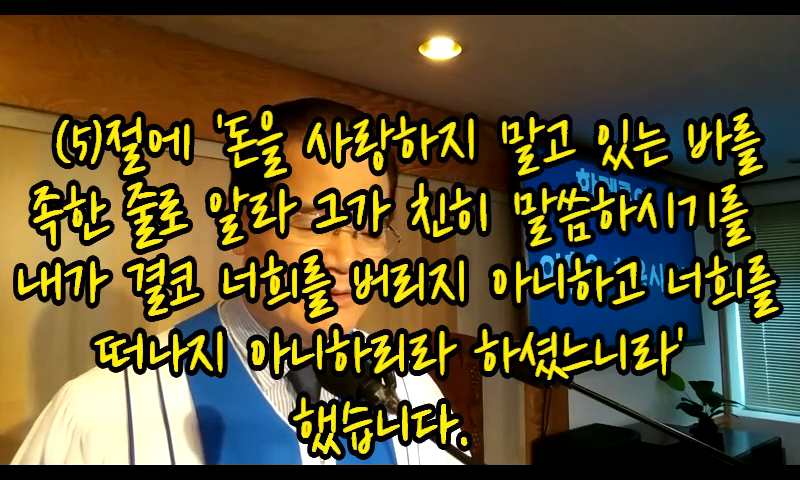 (5)절에 '돈을 사랑하지 말고 있는 바를
족한 줄로 알라 그가 친히 말씀하시기를
내가 결코 너희를 버리지 아니하고 너희를
떠나지 아니하리라 하셨느니라'
했습니다.